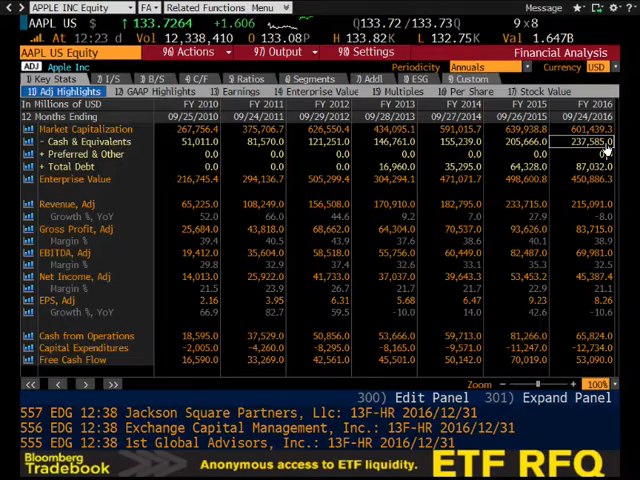 APPLE INC Equity FA Related Functions Menu Message
AAPL US $ ↑ 133.7264 +1.606 Q133.72 / 133.73Q 9 x 8
At 12:23 d Vol 12,338,410 O 133.08D H 133.82K L 132.75K Val 1.647B
AAPL US Equity 96) Actions 97) Output 98) Settings Financial Analysis
ADJ Apple Inc Periodicity Annuals Currency USD
1) Key Stats 2) I/S 3) B/S 4) C/F 5) Ratios 6) Segments 7) Addl 8) ESG 9) Custom
11) Adj Highlights 12) GAAP Highlights 13) Earnings 14) Enterprise Value 15) Multiples 16) Per Share 17) Stock Value
In Millions of USD FY 2010 FY 2011 FY 2012 FY 2013 FY 2014 FY 2015 FY 2016
12 Months Ending 09/25/2010 09/24/2011 09/29/2012 09/28/2013 09/27/2014 09/26/2015 09/24/2016
Market Capitalization 267,756.4 375,706.7 626,550.4 434,095.1 591,015.7 639,938.8 601,439.3
- Cash & Equivalents 51,011.0 81,570.0 121,251.0 146,761.0 155,239.0 205,666.0 237,585.0
+ Preferred & Other 0.0 0.0 0.0 0.0 0.0 0.0
+ Total Debt 0.0 0.0 0.0 16,960.0 35,295.0 64,328.0 87,032.0
Enterprise Value 216,745.4 294,136.7 505,299.4 304,294.1 471,071.7 498,600.8 450,886.3
Revenue, Adj 65,225.0 108,249.0 156,508.0 170,910.0 182,795.0 233,715.0 215,091.0
Growth %, YoY 52.0 66.0 44.6 9.2 7.0 27.9 -8.0
Gross Profit, Adj 25,684.0 43,818.0 68,662.0 64,304.0 70,537.0 93,626.0 83,715.0
Margin % 39.4 40.5 43.9 37.6 38.6 40.1 38.9
EBITDA, Adj 19,412.0 35,604.0 58,518.0 55,756.0 60,449.0 82,487.0 69,981.0
Margin % 29.8 32.9 37.4 32.6 33.1 35.3 32.5
Net Income, Adj 14,013.0 25,922.0 41,733.0 37,037.0 39,653.0 53,452.0 45,387.4
Margin % 21.5 23.9 26.7 21.7 21.7 22.9 21.1
EPS, Adj 2.16 3.95 6.31 5.68 6.47 9.23 8.26
Growth %, YoY 66.9 82.7 59.5 -10.0 14.0 42.6 -10.6
Cash from Operations 18,595.0 37,529.0 50,856.0 53,666.0 59,713.0 81,266.0 65,824.0
Capital Expenditures -2,005.0 -4,260.0 -8,295.0 -8,165.0 -9,571.0 -11,247.0 -12,734.0
Free Cash Flow 16,590.0 33,269.0 42,561.0 45,501.0 50,142.0 70,019.0 53,090.0
Zoom 100%
300) Edit Panel 301) Expand Panel
557 EDG 12:38 Jackson Square Partners, Llc: 13F-HR 2016/12/31
556 EDG 12:38 Exchange Capital Management, Inc.: 13F-HR 2016/12/31
555 EDG 12:38 1st Global Advisors, Inc.: 13F-HR 2016/12/31
Bloomberg
Tradebook Anonymous access to ETF liquidity. ETF RFQ